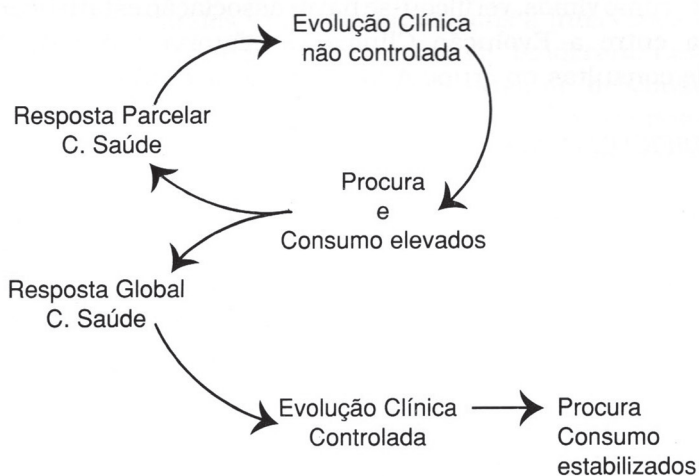 Evolução Clínica
não controlada
Resposta Parcelar
C. Saúde
Procura
e
Consumo elevados
Resposta Global
C. Saúde
Evolução Clínica
Controlada
Procura
Consumo
estabilizados